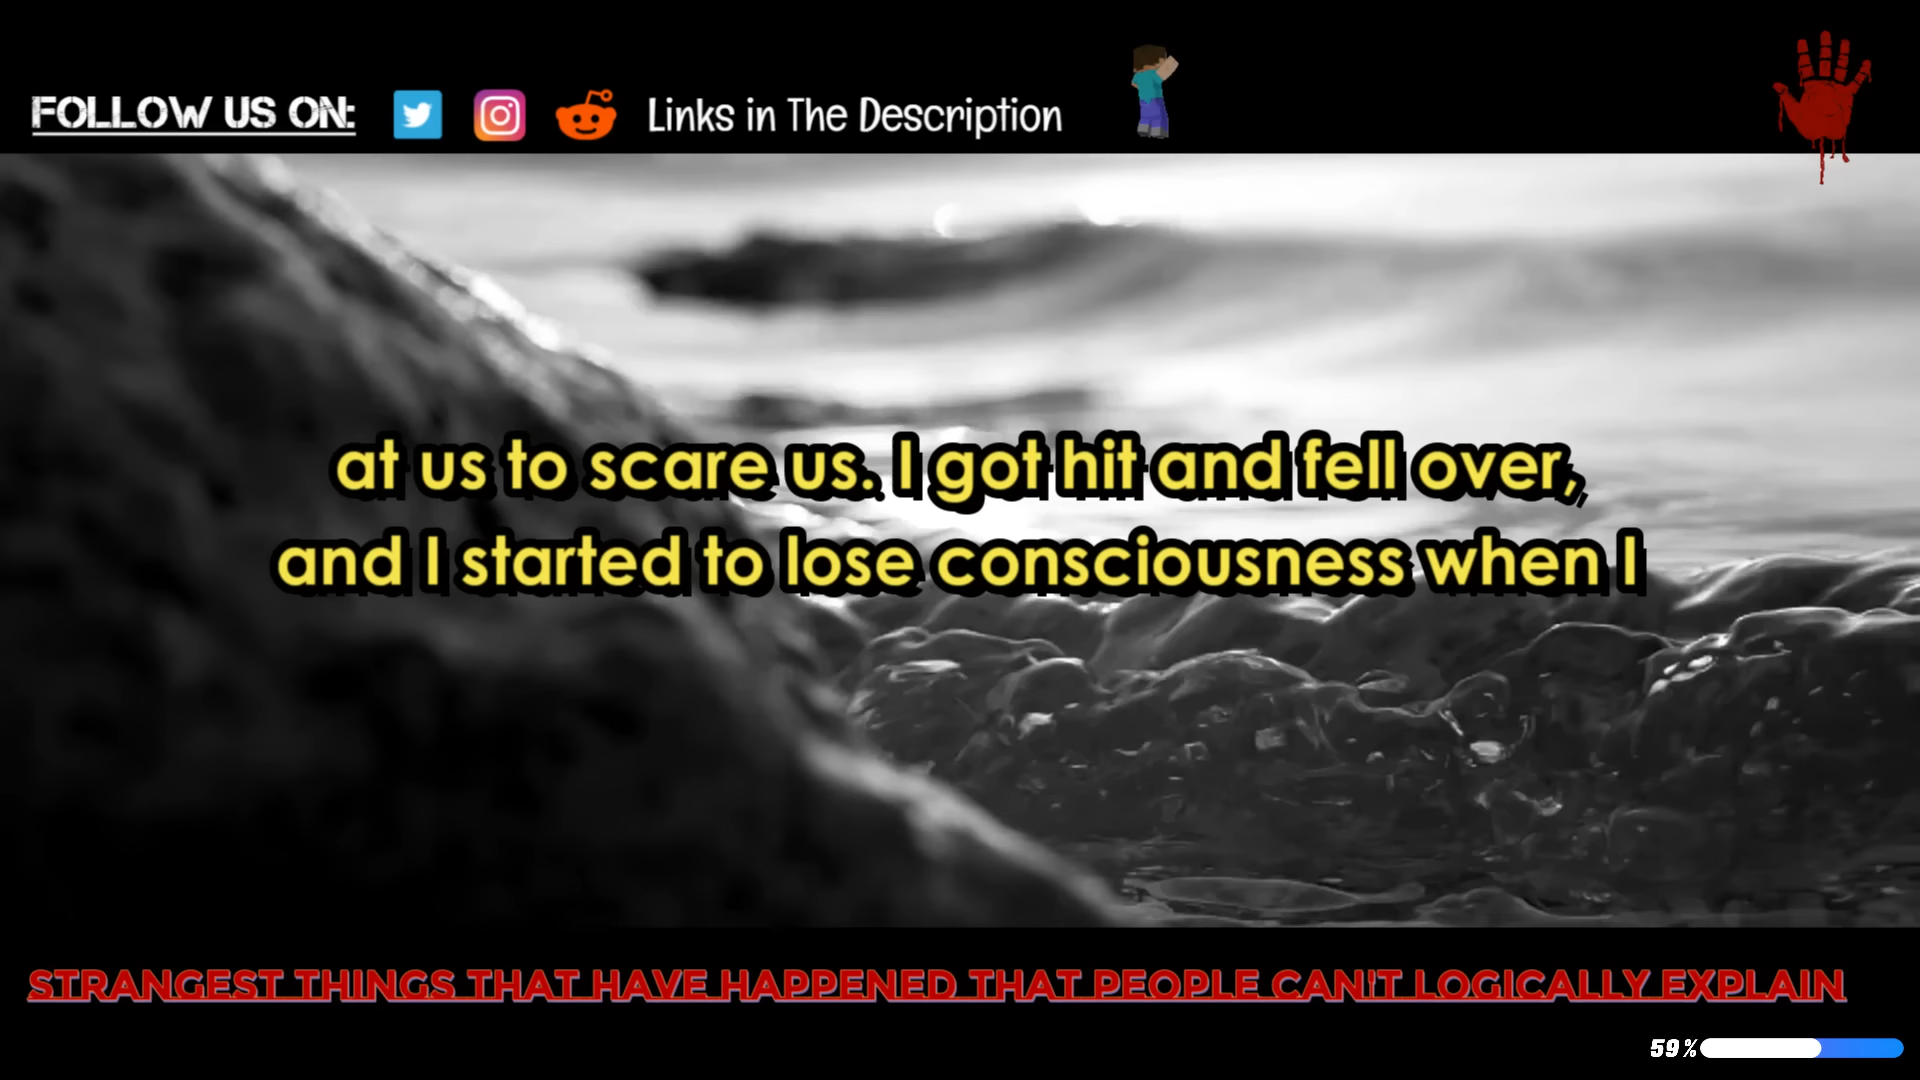 FOLLOW US ON:
Links in The Description
at us to scare us. I got hit and fell over,
and I started to lose consciousness when I
STRANGEST THINGS THAT HAVE HAPPENED THAT PEOPLE CAN'T LOGICALLY EXPLAIN
59%